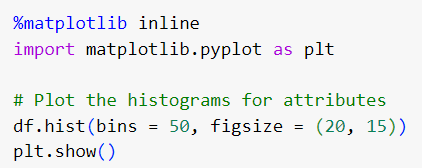 %matplotlib inline
import matplotlib.pyplot as plt
# Plot the histograms for attributes
df.hist(bins = 50, figsize = (20, 15))
plt.show()